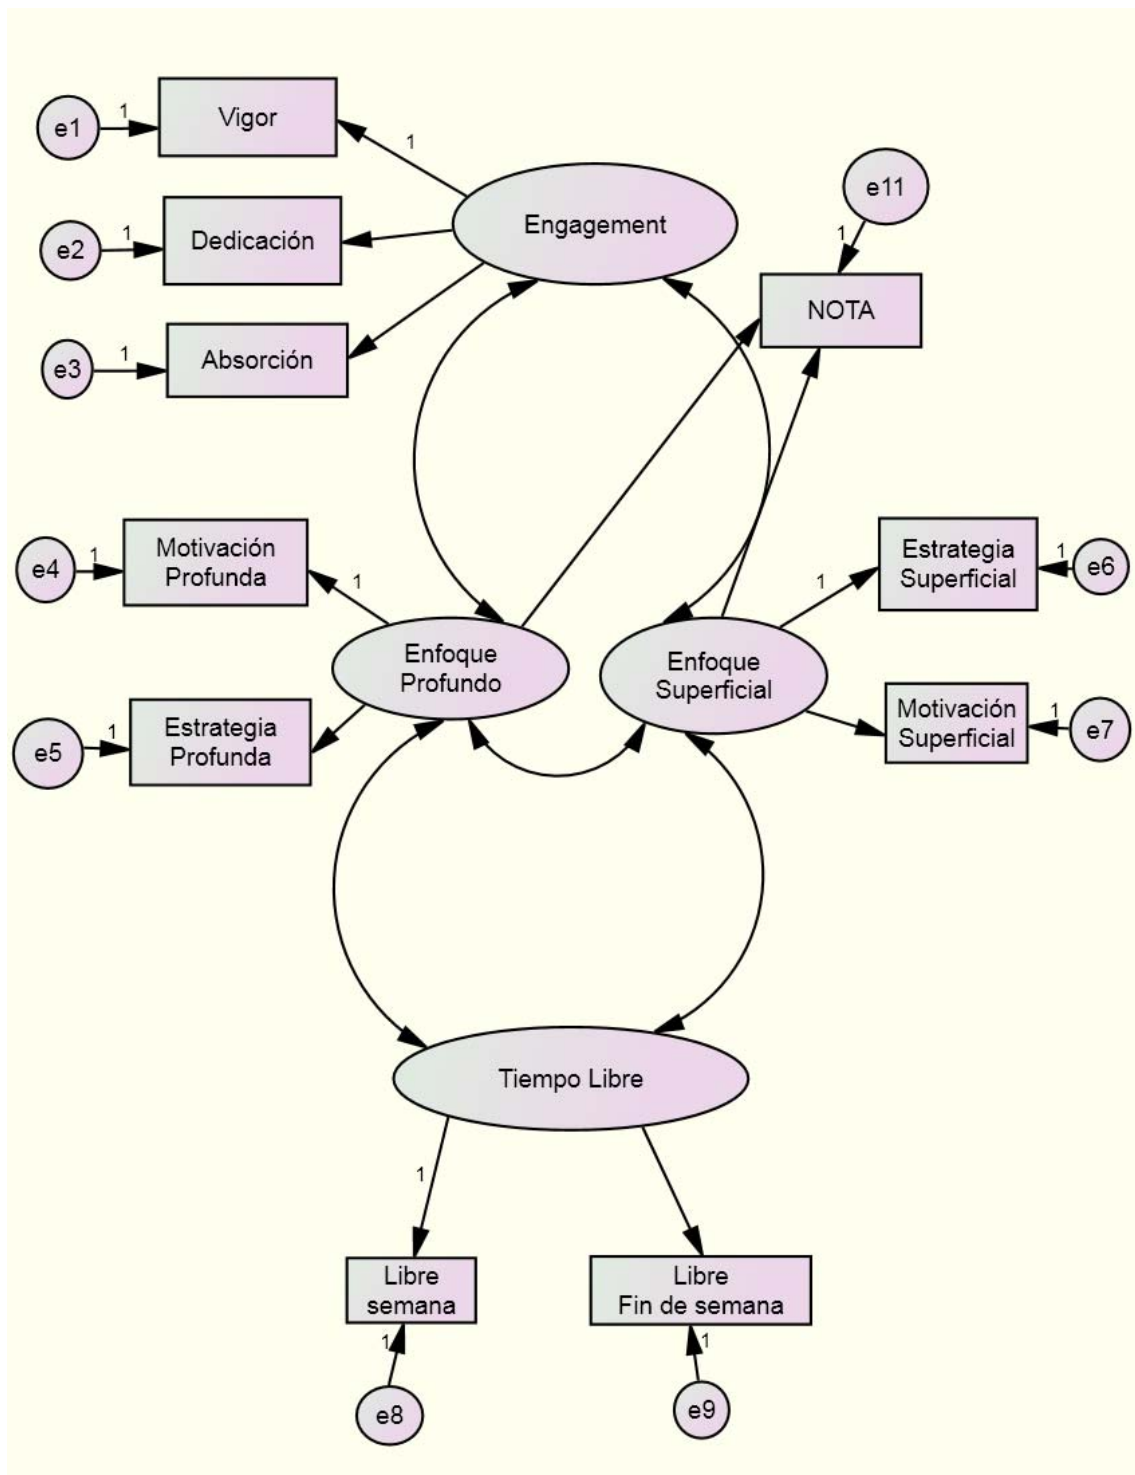 e1
1
Vigor
1
Engagement
e11
1
e2
1
Dedicación
NOTA
e3
1
Absorción
e4
1
Motivación
Profunda
1
Estrategia
Superficial
1
1
e6
Enfoque
Profundo
Enfoque
Superficial
e5
1
Estrategia
Profunda
Motivación
Superficial
1
e7
Tiempo Libre
1
Libre
semana
Libre
Fin de semana
1
1
e8
e9